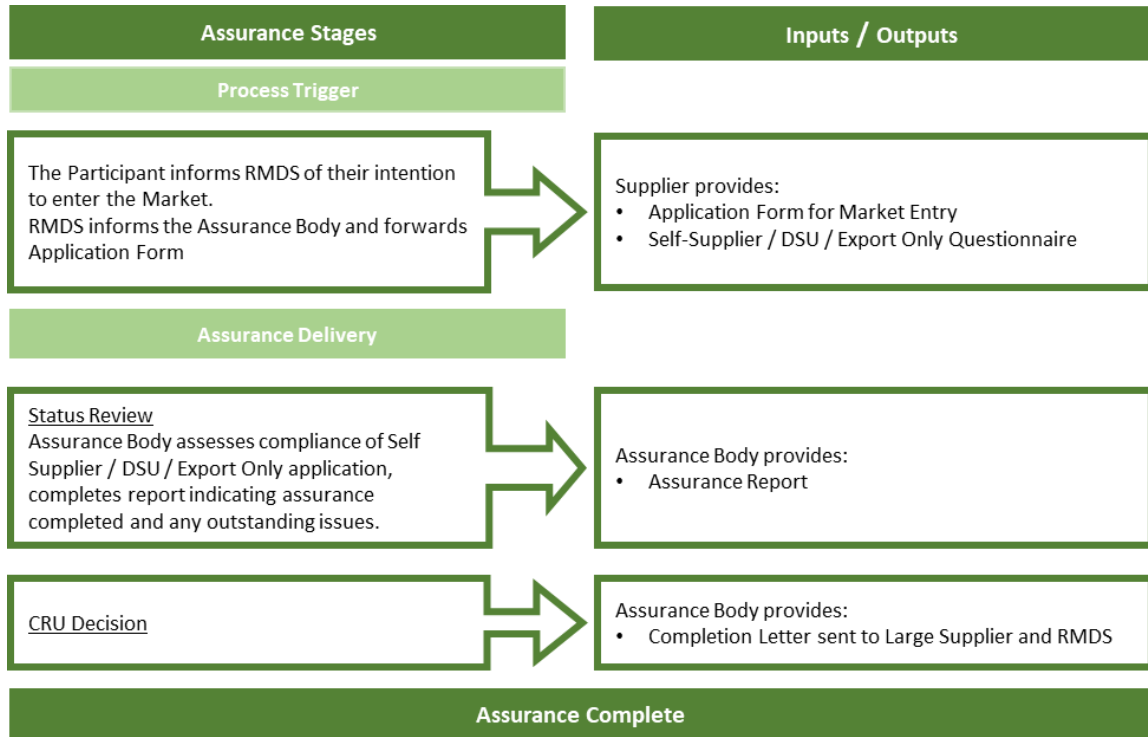 Assurance Stages
Inputs / Outputs
Process Trigger
The Participant informs RMDS of their intention
to enter the Market.
RMDS informs the Assurance Body and forwards
Application Form
Supplier provides:
• Application Form for Market Entry
• Self-Supplier / DSU / Export Only Questionnaire
Assurance Delivery
Status Review
Assurance Body assesses compliance of Self
Supplier / DSU / Export Only application,
completes report indicating assurance
completed and any outstanding issues.
Assurance Body provides:
• Assurance Report
CRU Decision
Assurance Body provides:
• Completion Letter sent to Large Supplier and RMDS
Assurance Complete